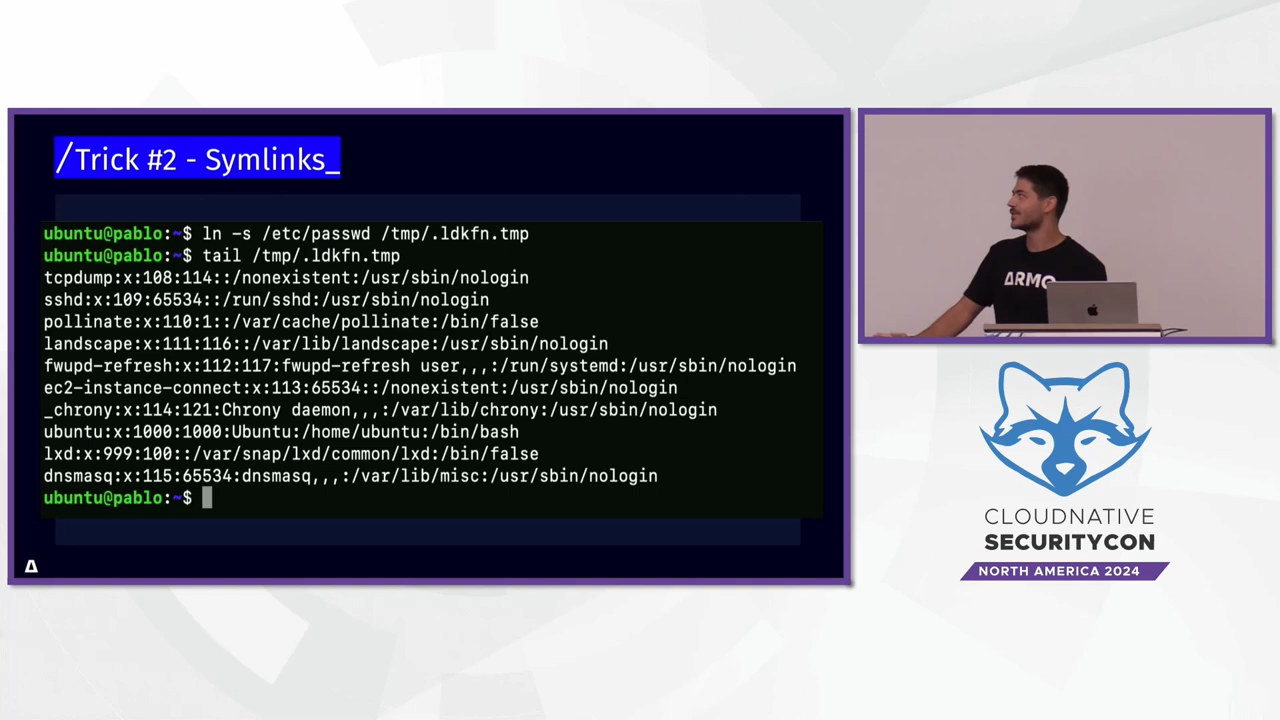 /Trick #2 - Symlinks_
ubuntu@pablo:~$ ln -s /etc/passwd /tmp/.ldkfn.tmp
ubuntu@pablo:~$ tail /tmp/.ldkfn.tmp
tcpdump:x:108:114::/nonexistent:/usr/sbin/nologin
sshd:x:109:65534::/run/sshd:/usr/sbin/nologin
pollinate:x:110:1::/var/cache/pollinate:/bin/false
landscape:x:111:116::/var/lib/landscape:/usr/sbin/nologin
fwupd-refresh:x:112:117:fwupd-refresh user,,,:/run/systemd:/usr/sbin/nologin
ec2-instance-connect:x:113:65534::/nonexistent:/usr/sbin/nologin
_chrony:x:114:121:Chrony daemon,,,:/var/lib/chrony:/usr/sbin/nologin
ubuntu:x:1000:1000:Ubuntu:/home/ubuntu:/bin/bash
lxd:x:999:100::/var/snap/lxd/common/lxd:/bin/false
dnsmasq:x:115:65534:dnsmasq,,,:/var/lib/misc:/usr/sbin/nologin
ubuntu@pablo:~$
ARMO
CLOUDNATIVE
SECURITYCON
NORTH AMERICA 2024